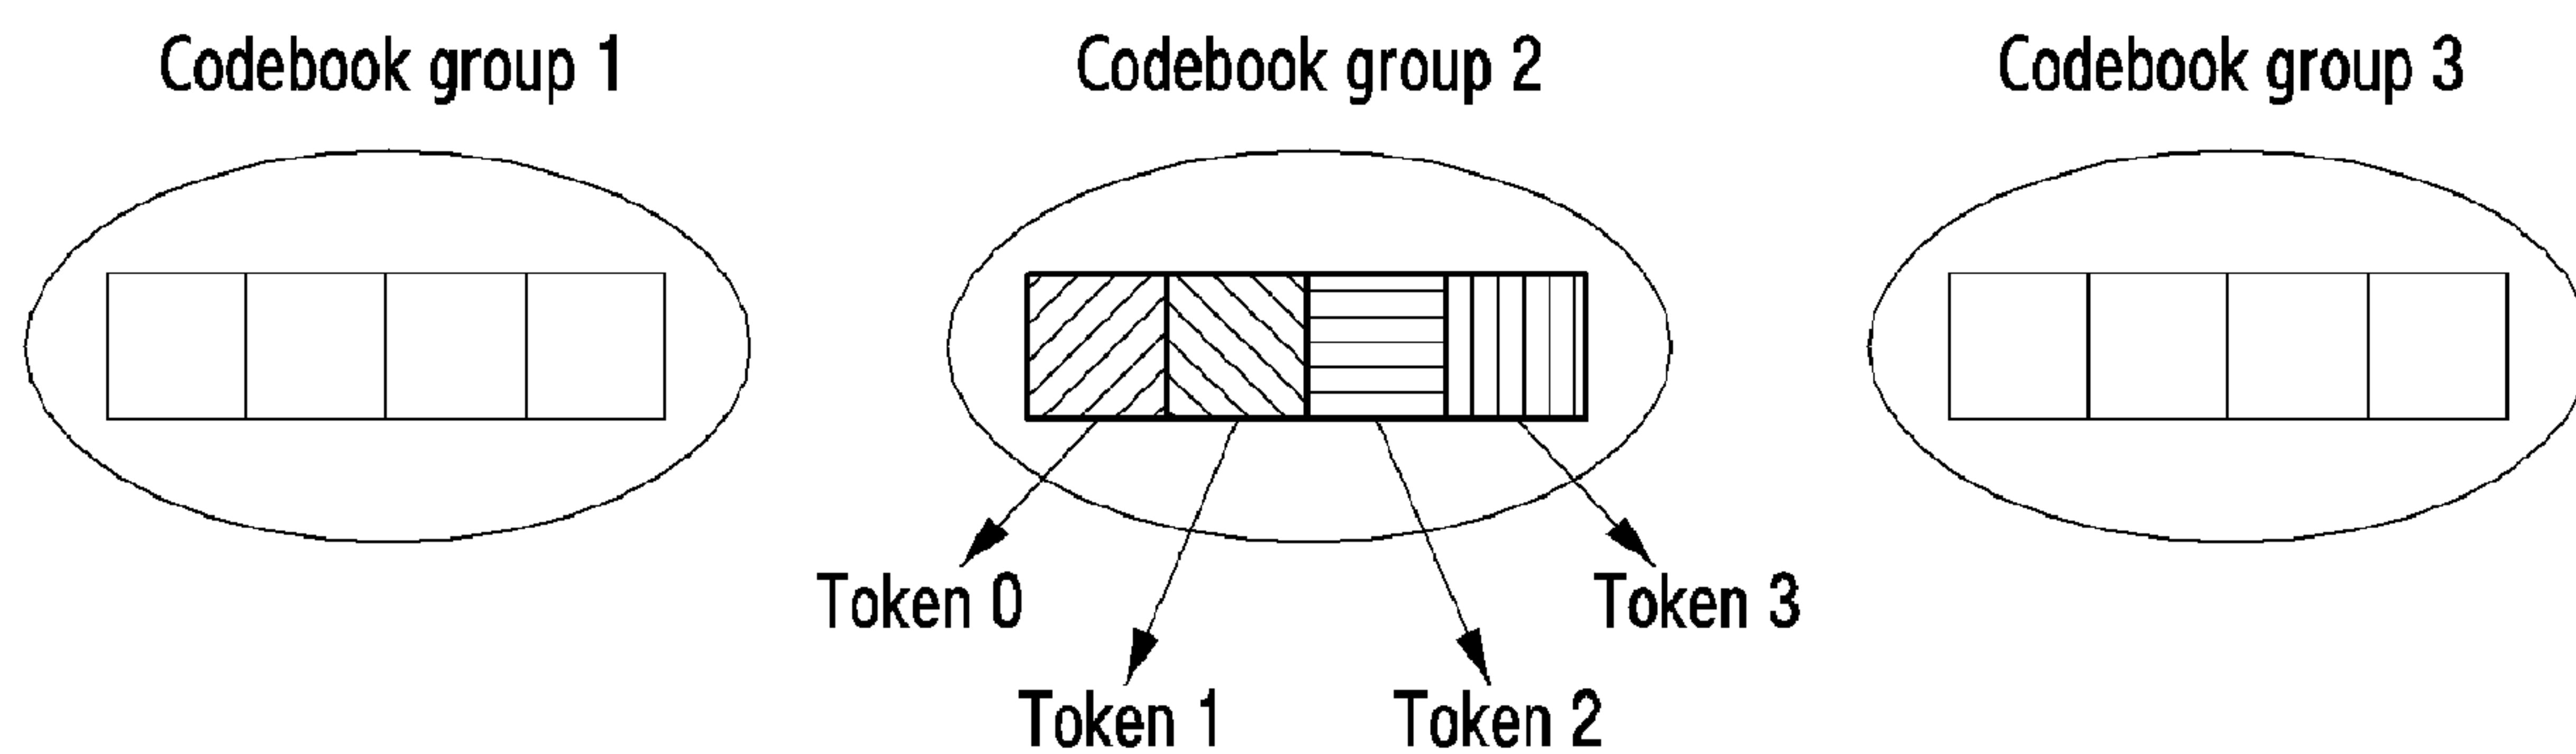 Codebook group 1
Codebook group 2
Codebook group 3
Token 0
Token 3
Token 1
Token 2